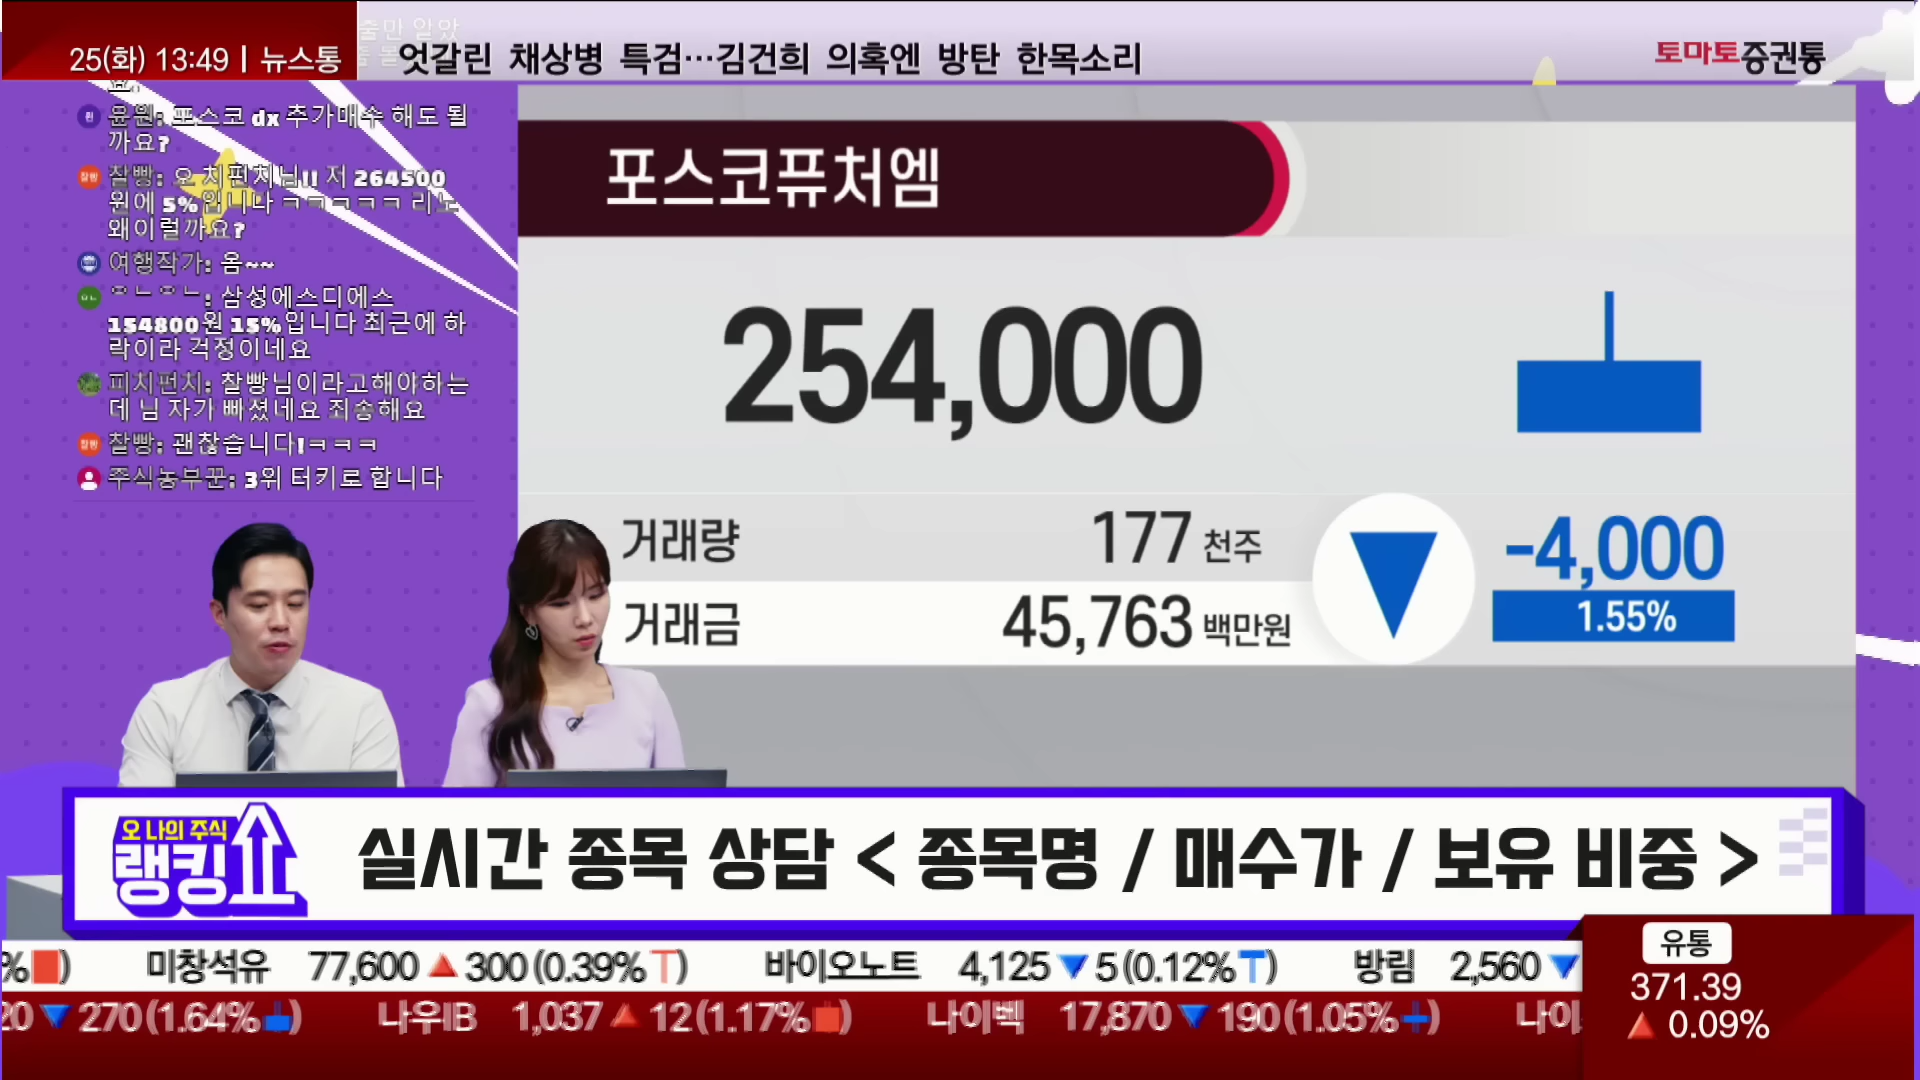 25(화) 13:49 | 뉴스통
엇갈린 채상병 특검…김건희 의혹엔 방탄 한목소리
토마토증권통
윤원: 포스코 dx 추가매수 해도 될
까요?
찰빵: 오 치펀치님!! 저 264500
원에 5%입니다 ㅋㅋㅋㅋㅋ 리노
왜이럴까요?
여행작가: 옴~~
ㅇㄴㅇㄴ: 삼성에스디에스
154800원 15%입니다 최근에 하
락이라 걱정이네요
피치펀치: 찰빵님이라고해야하는
데 님 자가 빠졌네요 죄송해요
찰빵: 괜찮습니다!ㅋㅋㅋ
주식농부꾼: 3위 터키로 합니다
포스코퓨처엠
254,000
거래량 177 천주
거래금 45,763 백만원
▼ -4,000
1.55%
오 나의 주식
랭킹쇼
실시간 종목 상담 < 종목명 / 매수가 / 보유 비중 >
%) 미창석유 77,600 ▲ 300 (0.39%) 바이오노트 4,125 ▼ 5 (0.12%) 방림 2,560 ▼
20 ▼ 270 (1.64%) 나우IB 1,037 ▲ 12 (1.17%) 나이벡 17,870 ▼ 190 (1.05%) 나이
유통
371.39
▲ 0.09%